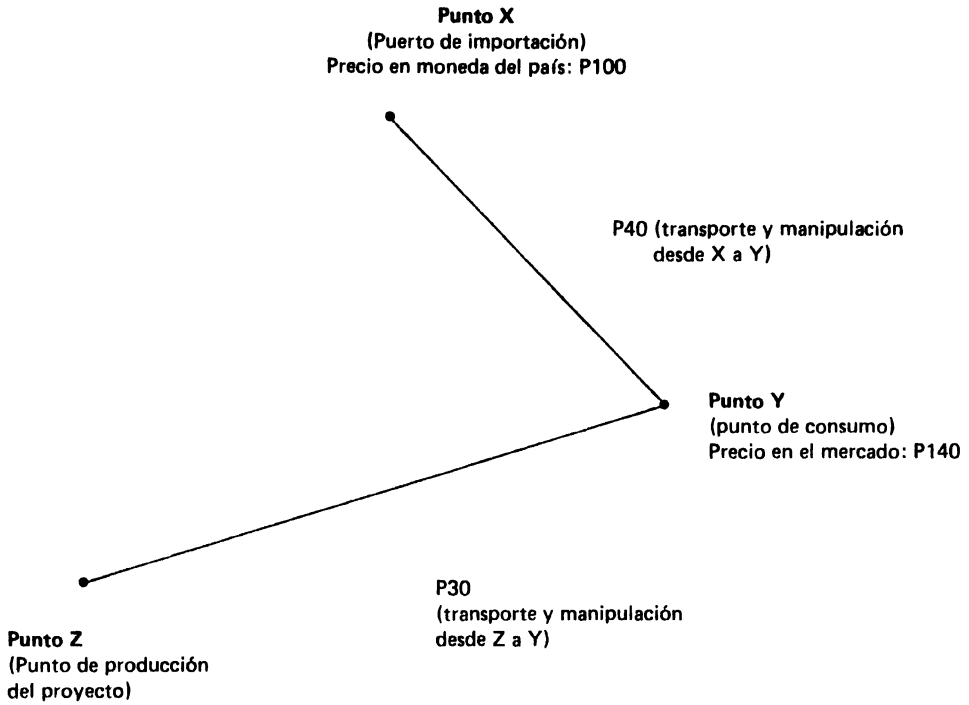 Punto X
(Puerto de importación)
Precio en moneda del país: P100
P40 (transporte y manipulación
desde X a Y)
Punto Y
(punto de consumo)
Precio en el mercado: P140
P30
(transporte y manipulación
desde Z a Y)
Punto Z
(Punto de producción
del proyecto)